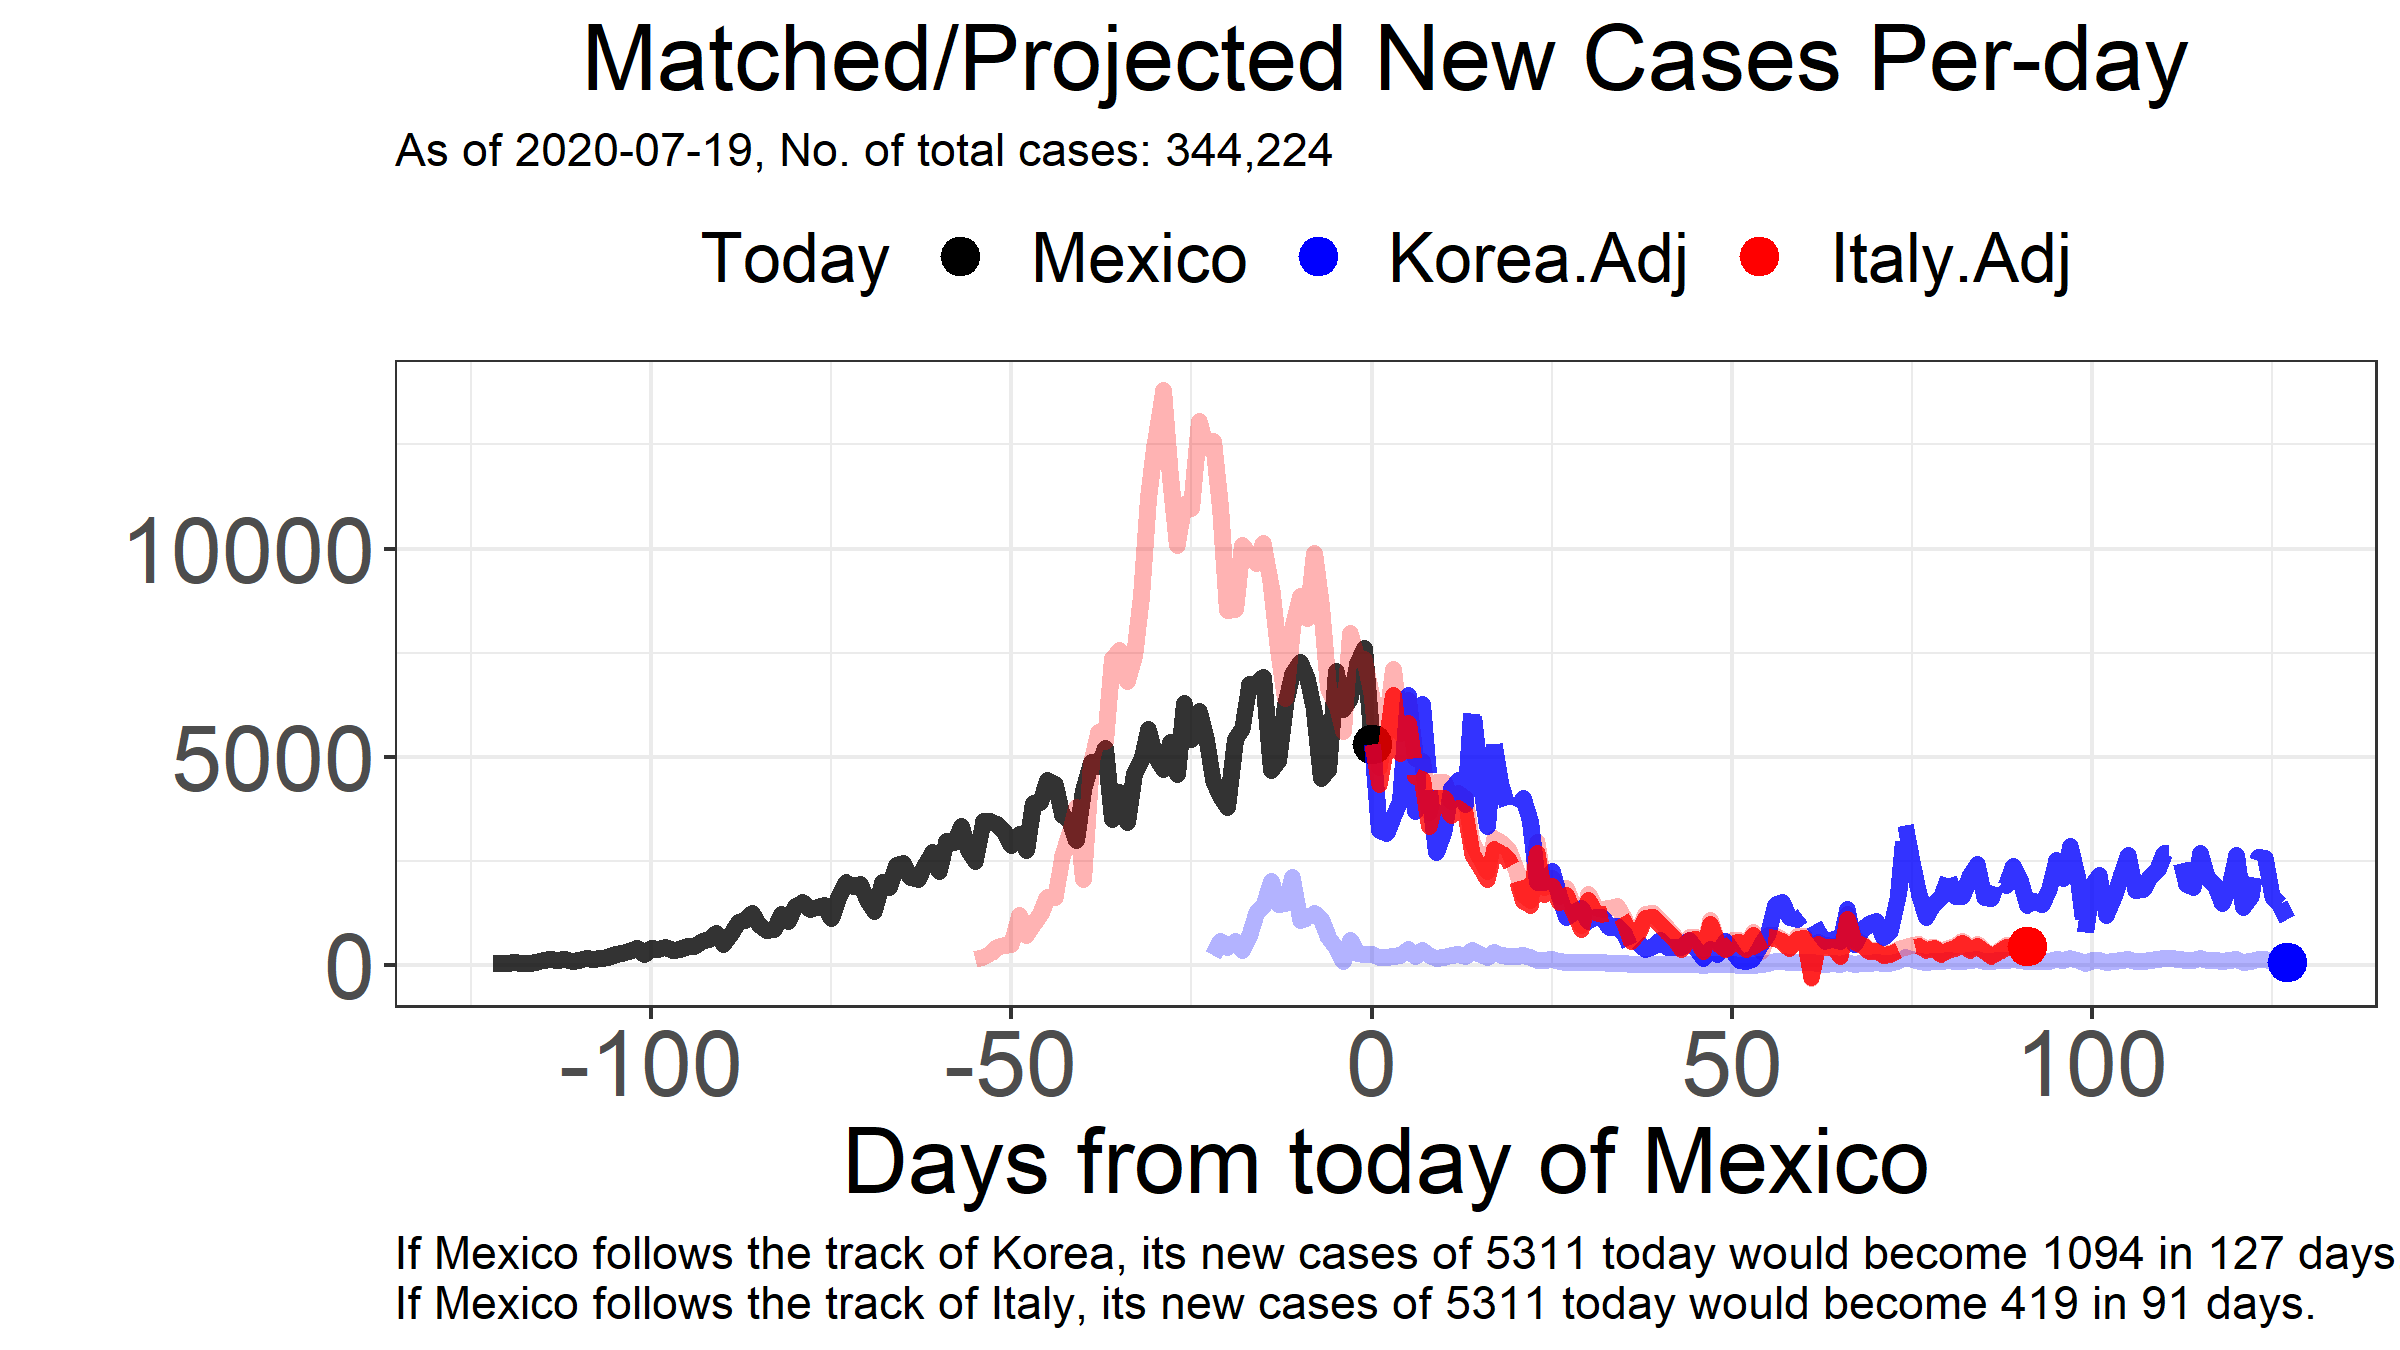 Matched/Projected New Cases Per-day
As of 2020-07-19, No. of total cases: 344,224
Today Mexico Korea.Adj Italy.Adj
10000
5000
0
-100 -50 0 50 100
Days from today of Mexico
If Mexico follows the track of Korea, its new cases of 5311 today would become 1094 in 127 days
If Mexico follows the track of Italy, its new cases of 5311 today would become 419 in 91 days.